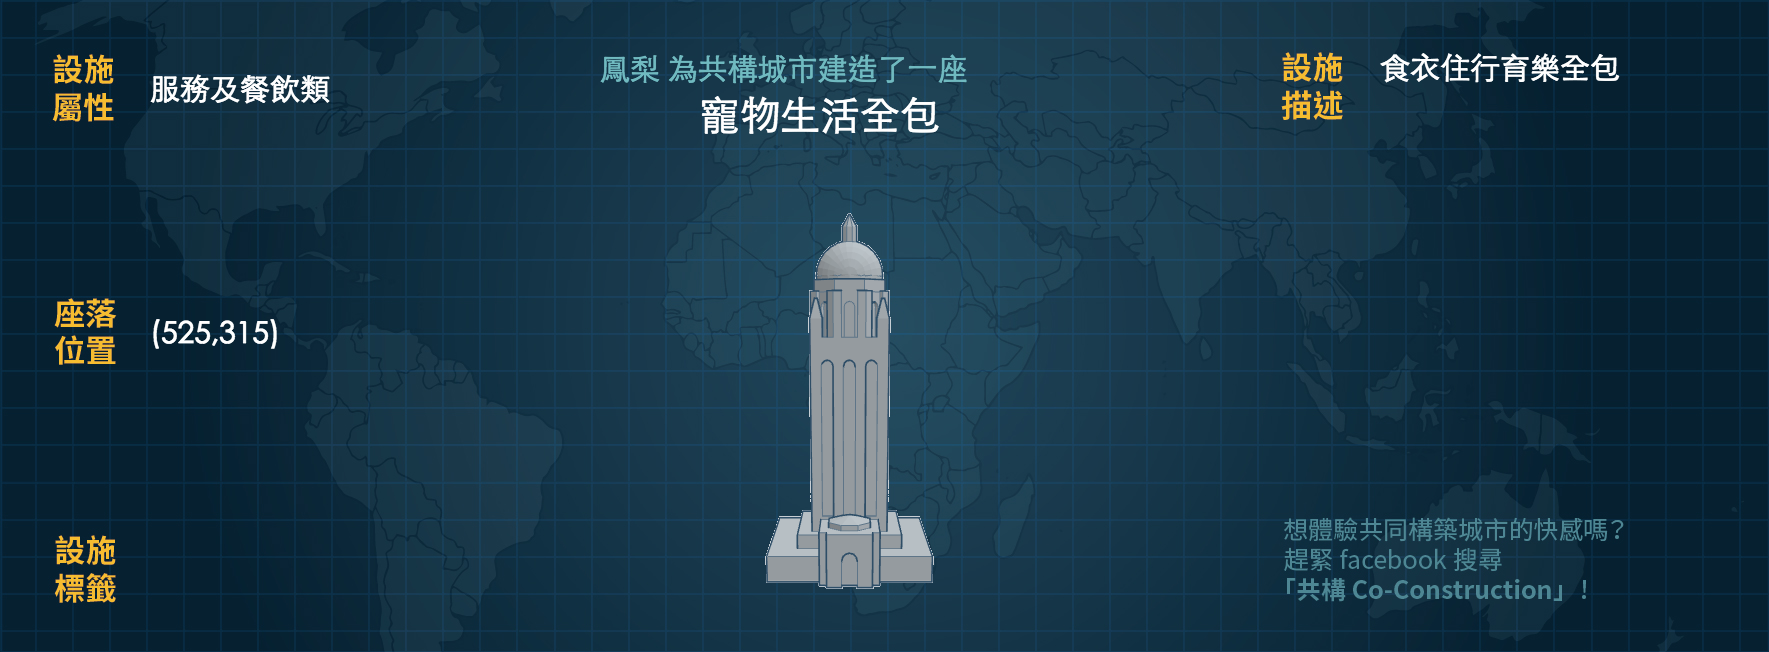 設施
屬性
服務及餐飲類
鳳梨 為共構城市建造了一座
寵物生活全包
設施
描述
食衣住行育樂全包
座落
位置
(525,315)
設施
標籤
想體驗共同構築城市的快感嗎？
趕緊 facebook 搜尋
「共構 Co-Construction」！